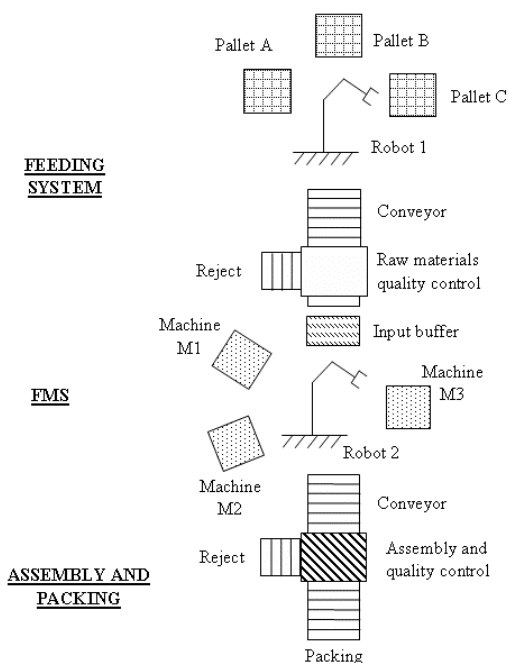 Pallet A
Pallet B
Pallet C
Robot 1
FEEDING
SYSTEM
Conveyor
Reject
Raw materials
quality control
Machine
M1
Input buffer
Machine
M3
FMS
Robot 2
Machine
M2
Conveyor
Reject
Assembly and
quality control
ASSEMBLY AND
PACKING
Packing